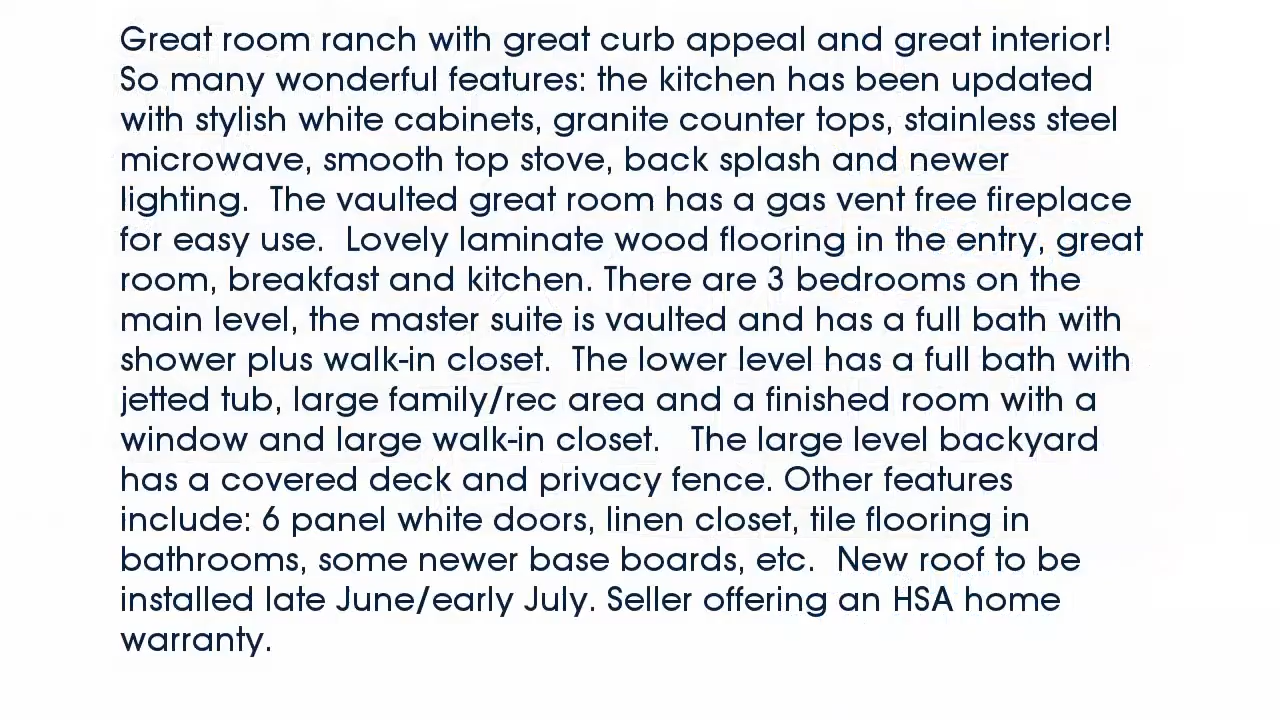 Great room ranch with great curb appeal and great interior!
So many wonderful features: the kitchen has been updated
with stylish white cabinets, granite counter tops, stainless steel
microwave, smooth top stove, back splash and newer
lighting.  The vaulted great room has a gas vent free fireplace
for easy use.  Lovely laminate wood flooring in the entry, great
room, breakfast and kitchen. There are 3 bedrooms on the
main level, the master suite is vaulted and has a full bath with
shower plus walk-in closet.  The lower level has a full bath with
jetted tub, large family/rec area and a finished room with a
window and large walk-in closet.   The large level backyard
has a covered deck and privacy fence. Other features
include: 6 panel white doors, linen closet, tile flooring in
bathrooms, some newer base boards, etc.  New roof to be
installed late June/early July. Seller offering an HSA home
warranty.